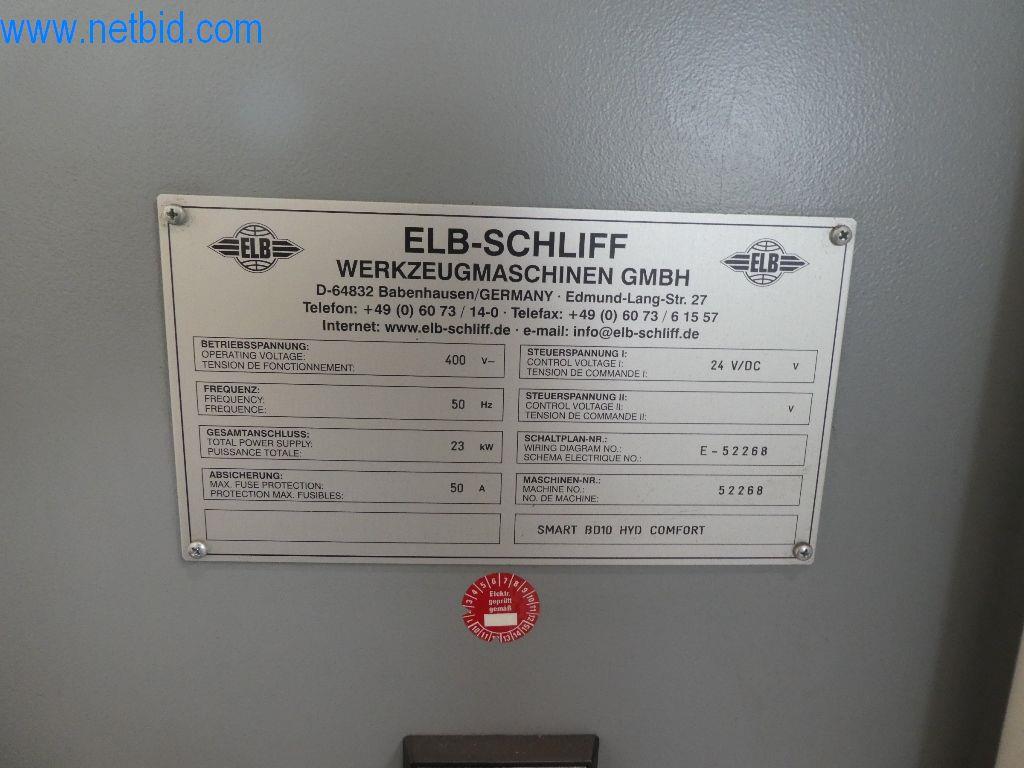 www.netbid.com
ELB
ELB-SCHLIFF
ELB
WERKZEUGMASCHINEN GMBH
D-64832 Babenhausen/GERMANY · Edmund-Lang-Str. 27
Telefon: +49 (0) 60 73 / 14-0 · Telefax: +49 (0) 60 73 / 6 15 57
Internet: www.elb-schliff.de · e-mail: info@elb-schliff.de
BETRIEBSSPANNUNG:
OPERATING VOLTAGE: 400 V~
TENSION DE FONCTIONNEMENT:
FREQUENZ:
FREQUENCY: 50 Hz
FREQUENCE:
GESAMTANSCHLUSS:
TOTAL POWER SUPPLY: 23 kW
PUISSANCE TOTALE:
ABSICHERUNG:
MAX. FUSE PROTECTION: 50 A
PROTECTION MAX. FUSIBLES:
STEUERSPANNUNG I:
CONTROL VOLTAGE I: 24 V/DC V
TENSION DE COMMANDE I:
STEUERSPANNUNG II:
CONTROL VOLTAGE II: V
TENSION DE COMMANDE II:
SCHALTPLAN-NR.:
WIRING DIAGRAM NO.: E-52268
SCHEMA ELECTRIQUE NO.:
MASCHINEN-NR.:
MACHINE NO.: 52268
NO. DE MACHINE:
SMART BD10 HYD COMFORT
Elektr.
geprüft
gemäß